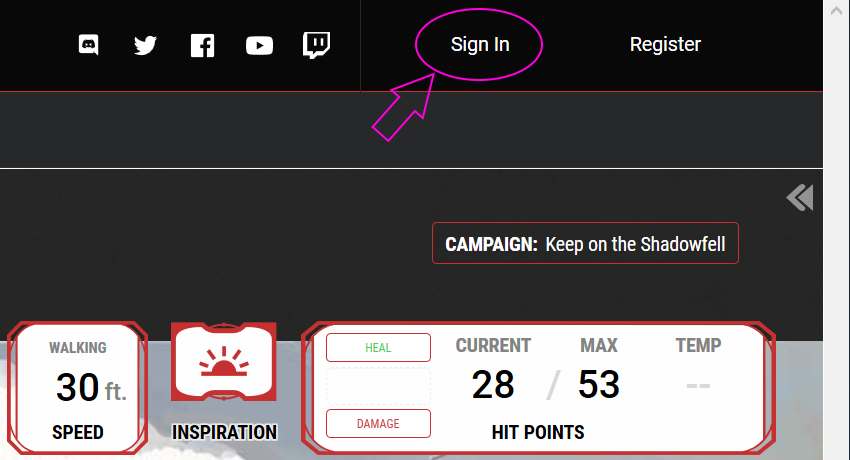 Sign In
Register
CAMPAIGN: Keep on the Shadowfell
WALKING
30 ft.
SPEED
INSPIRATION
HEAL
DAMAGE
CURRENT MAX TEMP
28 / 53 --
HIT POINTS